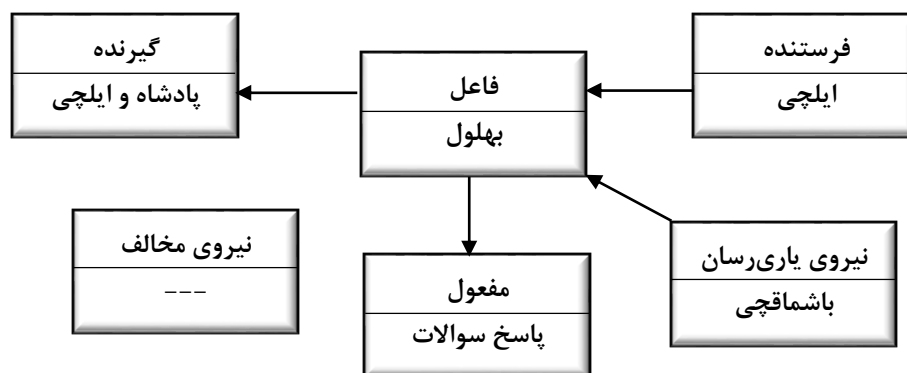 فرستنده
ایلچی
فاعل
بهلول
گیرنده
پادشاه و ایلچی
نیروی یاری‌رسان
باشماقچی
مفعول
پاسخ سوالات
نیروی مخالف
---